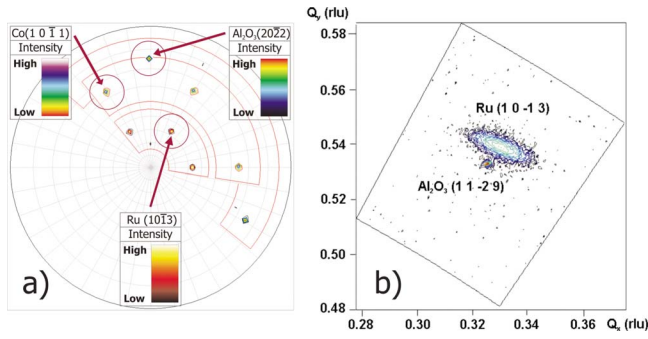 Co(1 0 1̅ 1)
Intensity
High
Low
Al₂O₃(202̅2)
Intensity
High
Low
Ru (101̅3)
Intensity
High
Low
a)
Qy (rlu)
0.58
0.56
0.54
0.52
0.50
0.48
Ru (1 0 -1 3)
Al₂O₃ (1 1 -2 9)
b)
0.28
0.30
0.32
0.34
0.36
Qx (rlu)